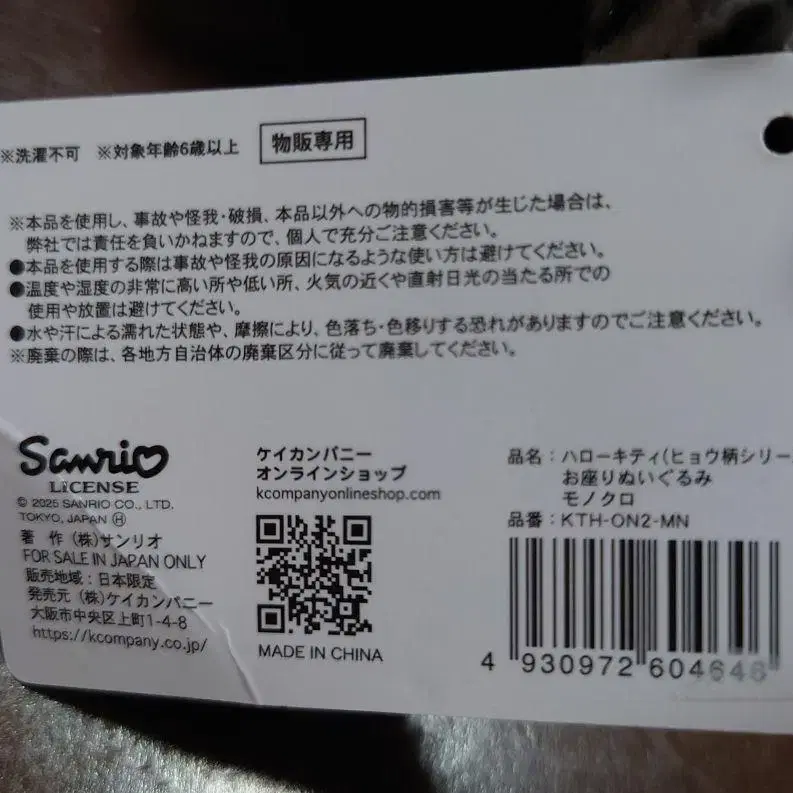 ※洗濯不可 ※対象年齢6歳以上 物販専用
※本品を使用し、事故や怪我・破損、本品以外への物的損害等が生じた場合は、
弊社では責任を負いかねますので、個人で充分ご注意ください。
●本品を使用する際は事故や怪我の原因になるような使い方は避けてください。
●温度や湿度の非常に高い所や低い所、火気の近くや直射日光の当たる所での
使用や放置は避けてください。
●水や汗による濡れた状態や、摩擦により、色落ち・色移りする恐れがありますのでご注意ください。
※廃棄の際は、各地方自治体の廃棄区分に従って廃棄してください。
Sanrio
LICENSE
© 2025 SANRIO CO., LTD.
TOKYO, JAPAN Ⓗ
著 作 (株)サンリオ
FOR SALE IN JAPAN ONLY
販売地域:日本限定
発売元 (株)ケイカンパニー
大阪市中央区上町1-4-8
https://kcompany.co.jp/
ケイカンパニー
オンラインショップ
kcompanyonlineshop.com
MADE IN CHINA
品名:ハローキティ(ヒョウ柄シリー
お座りぬいぐるみ
モノクロ
品番:KTH-ON2-MN
4 930972 604646